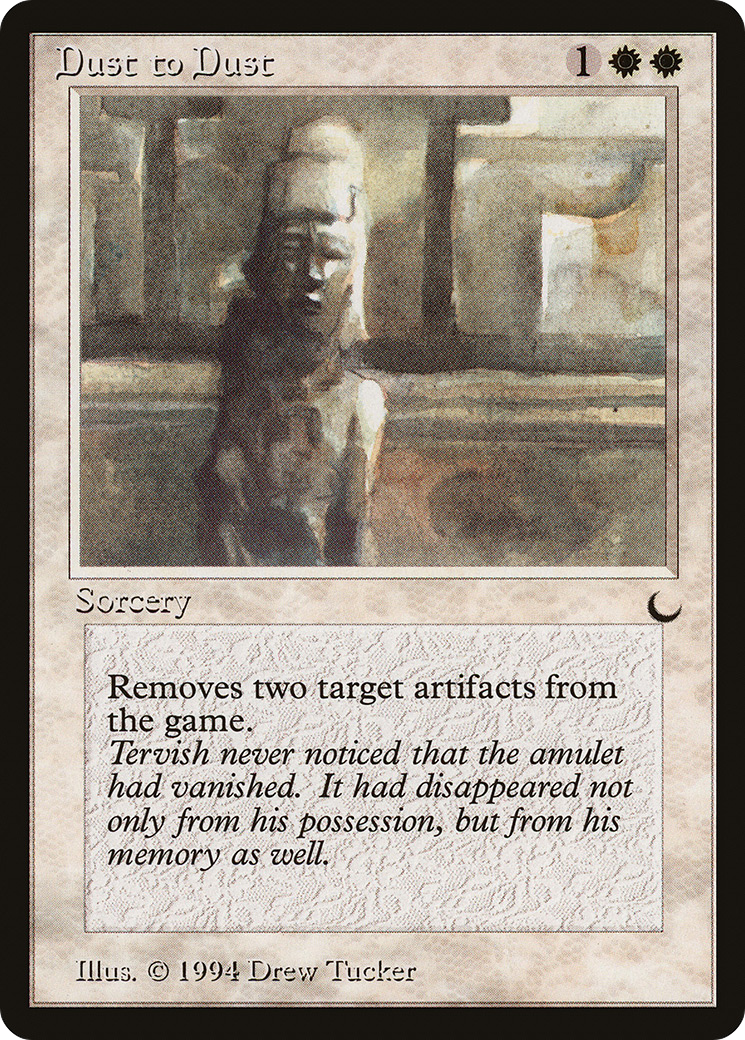 Dust to Dust 1
Sorcery
Removes two target artifacts from
the game.
Tervish never noticed that the amulet
had vanished. It had disappeared not
only from his possession, but from his
memory as well.
Illus. © 1994 Drew Tucker